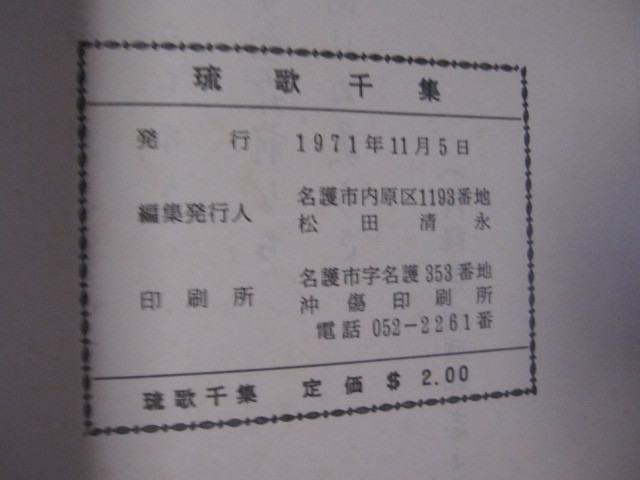 琉歌千集
発行 1971年11月5日
編集発行人 名護市内原区1193番地
松田清永
印刷所 名護市字名護353番地
沖傷印刷所
電話 052-2261番
琉歌千集 定価 $ 2.00